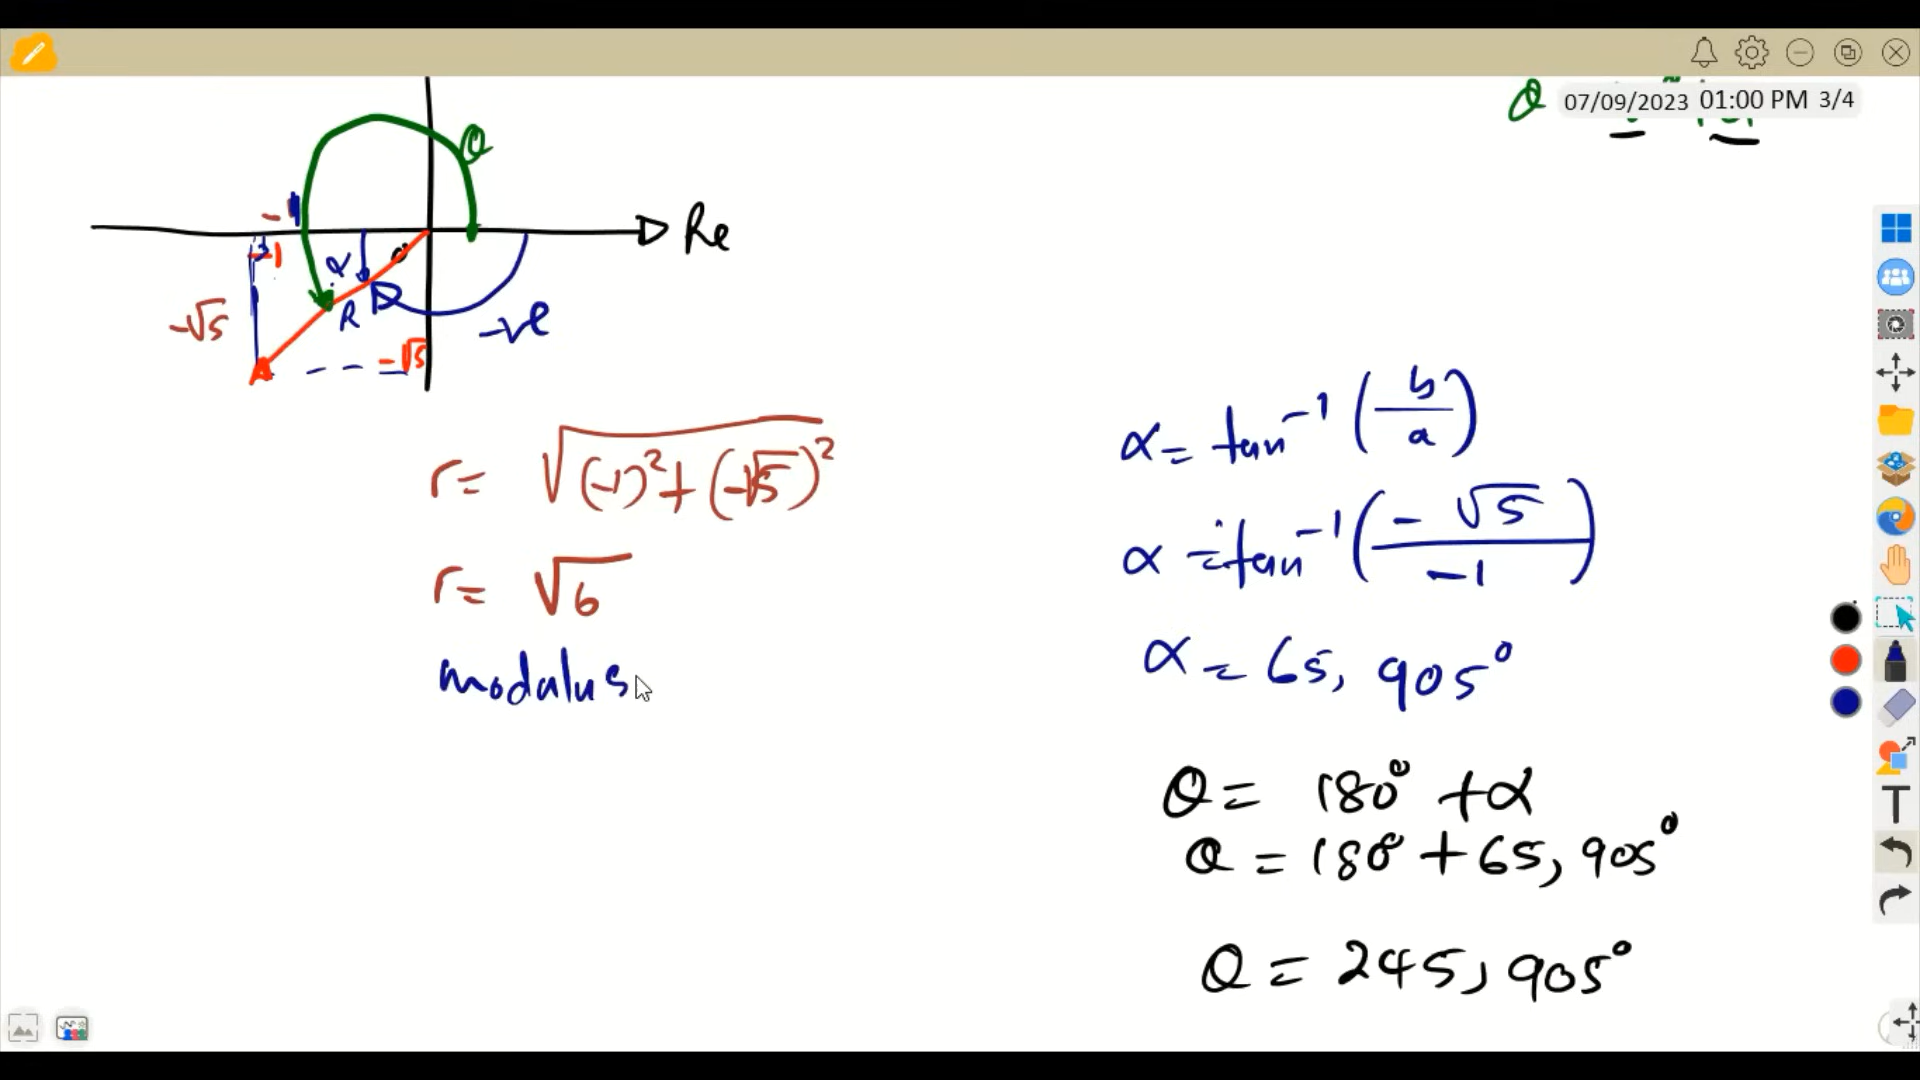 07/09/2023 01:00 PM 3/4
θ
θ
-1
Re
-1
α
-√5
R
-ve
-√5
A
r= √((-1)²+(-√5)²)
r= √6
modulus
α= tan⁻¹(b/a)
α =tan⁻¹(-√5/-1)
α = 65,905°
θ= 180° +α
θ =180° +65,905°
θ = 245,905°
T